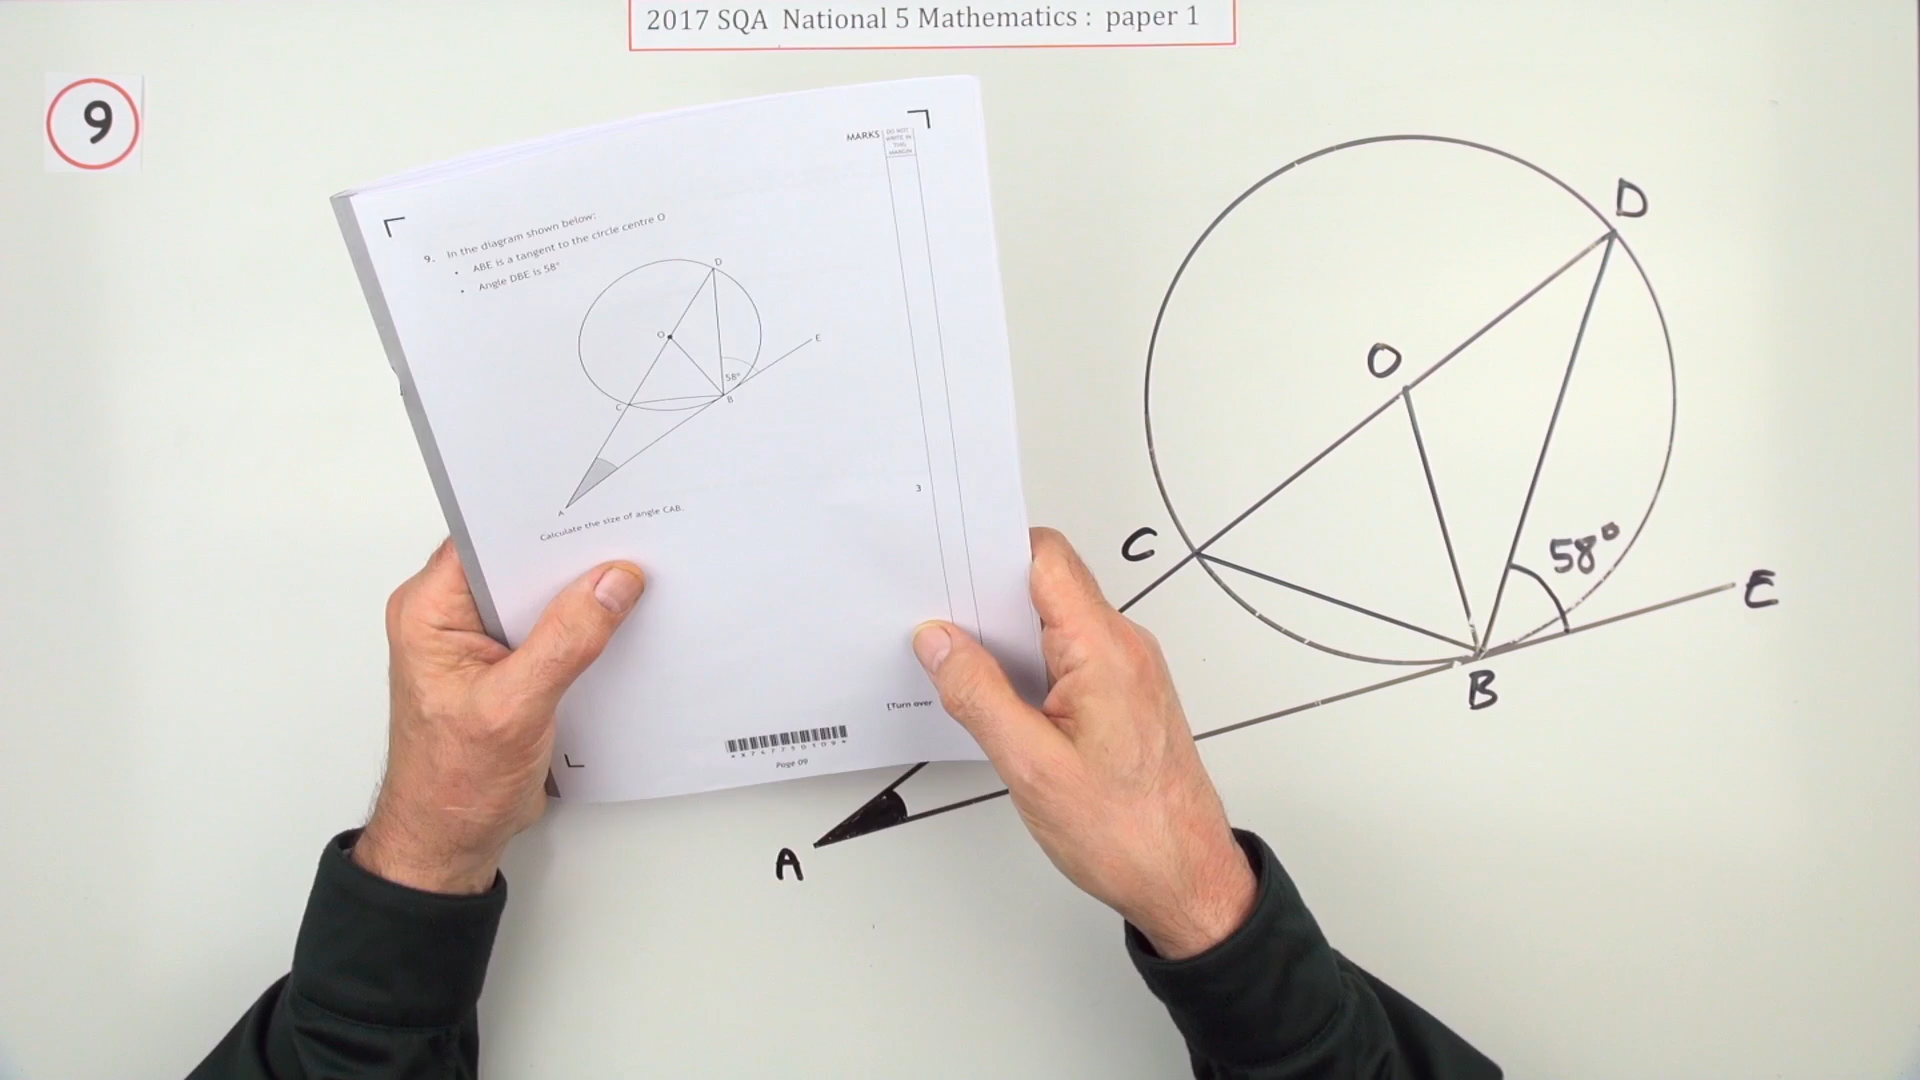 2017 SQA National 5 Mathematics : paper 1
9
MARKS
DO NOT
WRITE IN
THIS
MARGIN
9. In the diagram shown below:
• ABE is a tangent to the circle centre O
• Angle DBE is 58°
D
O
E
58°
C
B
A
3
Calculate the size of angle CAB.
[Turn over
Page 09
D
O
C
58°
E
B
A